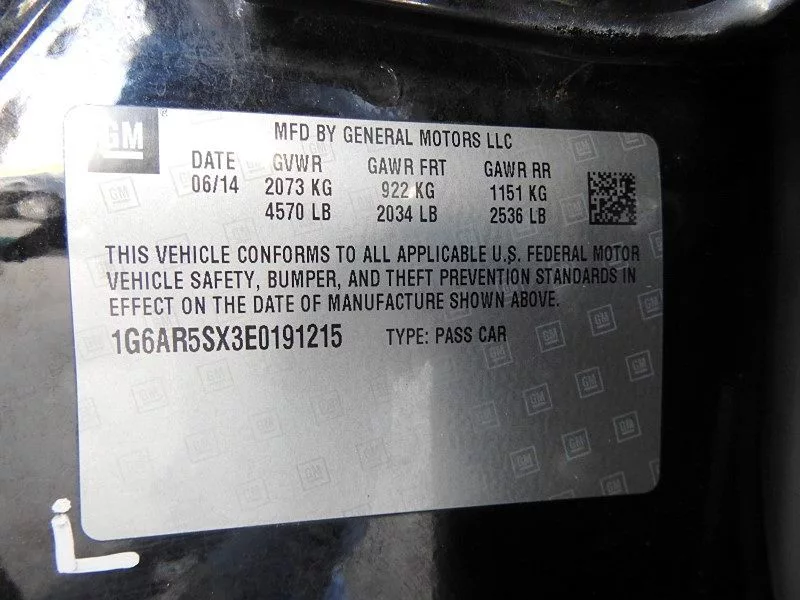 GM
MFD BY GENERAL MOTORS LLC
DATE GVWR GAWR FRT GAWR RR
06/14 2073 KG 922 KG 1151 KG
4570 LB 2034 LB 2536 LB
THIS VEHICLE CONFORMS TO ALL APPLICABLE U.S. FEDERAL MOTOR
VEHICLE SAFETY, BUMPER, AND THEFT PREVENTION STANDARDS IN
EFFECT ON THE DATE OF MANUFACTURE SHOWN ABOVE.
1G6AR5SX3E0191215 TYPE: PASS CAR